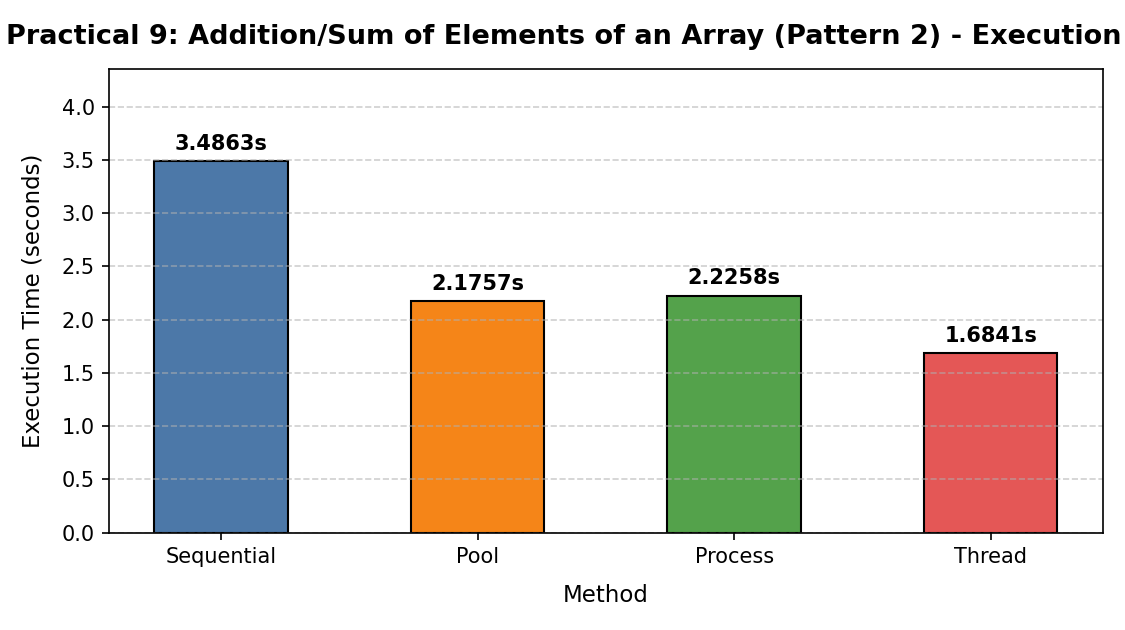 Practical 9: Addition/Sum of Elements of an Array (Pattern 2) - Execution
4.0
3.5
3.0
2.5
2.0
1.5
1.0
0.5
0.0
Execution Time (seconds)
3.4863s
2.1757s
2.2258s
1.6841s
Sequential
Pool
Process
Thread
Method